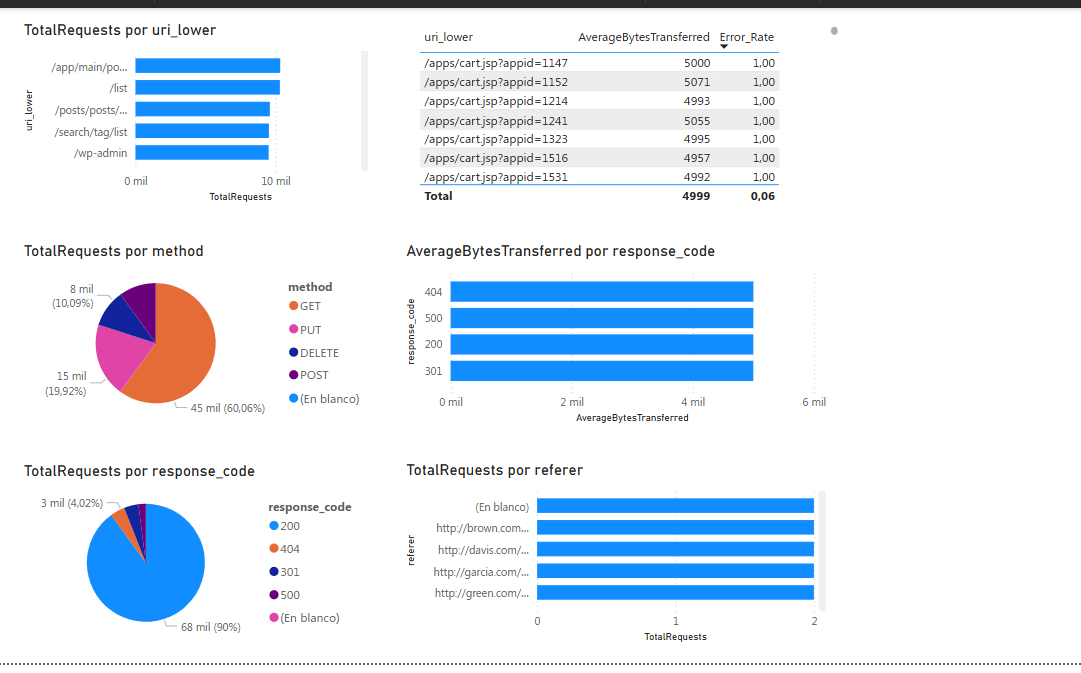 TotalRequests por uri_lower
uri_lower
/app/main/po...
/list
/posts/posts/...
/search/tag/list
/wp-admin
0 mil
10 mil
TotalRequests
uri_lower AverageBytesTransferred Error_Rate
/apps/cart.jsp?appid=1147 5000 1,00
/apps/cart.jsp?appid=1152 5071 1,00
/apps/cart.jsp?appid=1214 4993 1,00
/apps/cart.jsp?appid=1241 5055 1,00
/apps/cart.jsp?appid=1323 4995 1,00
/apps/cart.jsp?appid=1516 4957 1,00
/apps/cart.jsp?appid=1531 4992 1,00
Total 4999 0,06
TotalRequests por method
8 mil
(10,09%)
15 mil
(19,92%)
45 mil (60,06%)
method
GET
PUT
DELETE
POST
(En blanco)
AverageBytesTransferred por response_code
response_code
404
500
200
301
0 mil
2 mil
4 mil
6 mil
AverageBytesTransferred
TotalRequests por response_code
3 mil (4,02%)
68 mil (90%)
response_code
200
404
301
500
(En blanco)
TotalRequests por referer
referer
(En blanco)
http://brown.com...
http://davis.com/...
http://garcia.com/...
http://green.com/...
0
1
2
TotalRequests